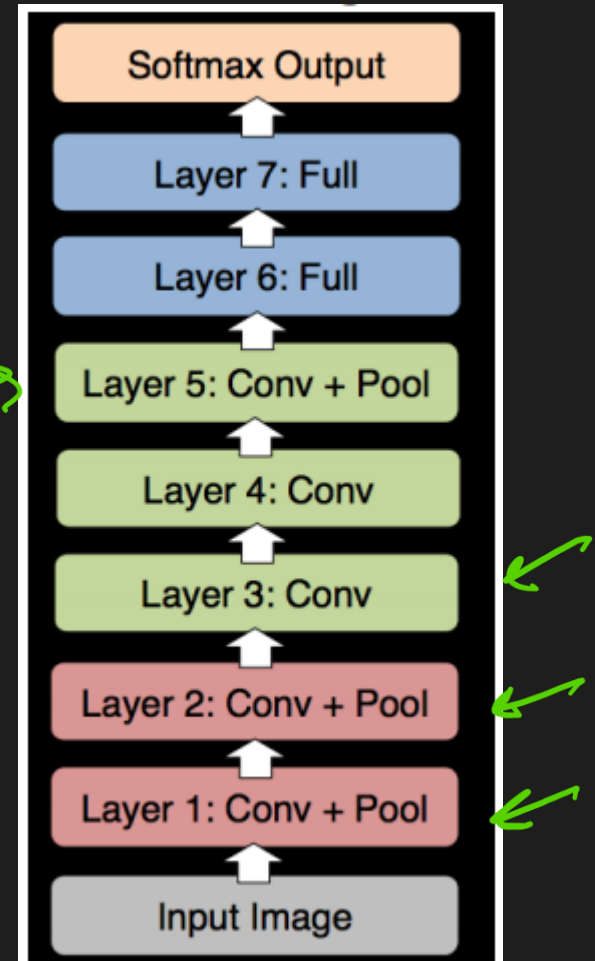 Softmax Output
Layer 7: Full
Layer 6: Full
Layer 5: Conv + Pool
Layer 4: Conv
Layer 3: Conv
Layer 2: Conv + Pool
Layer 1: Conv + Pool
Input Image